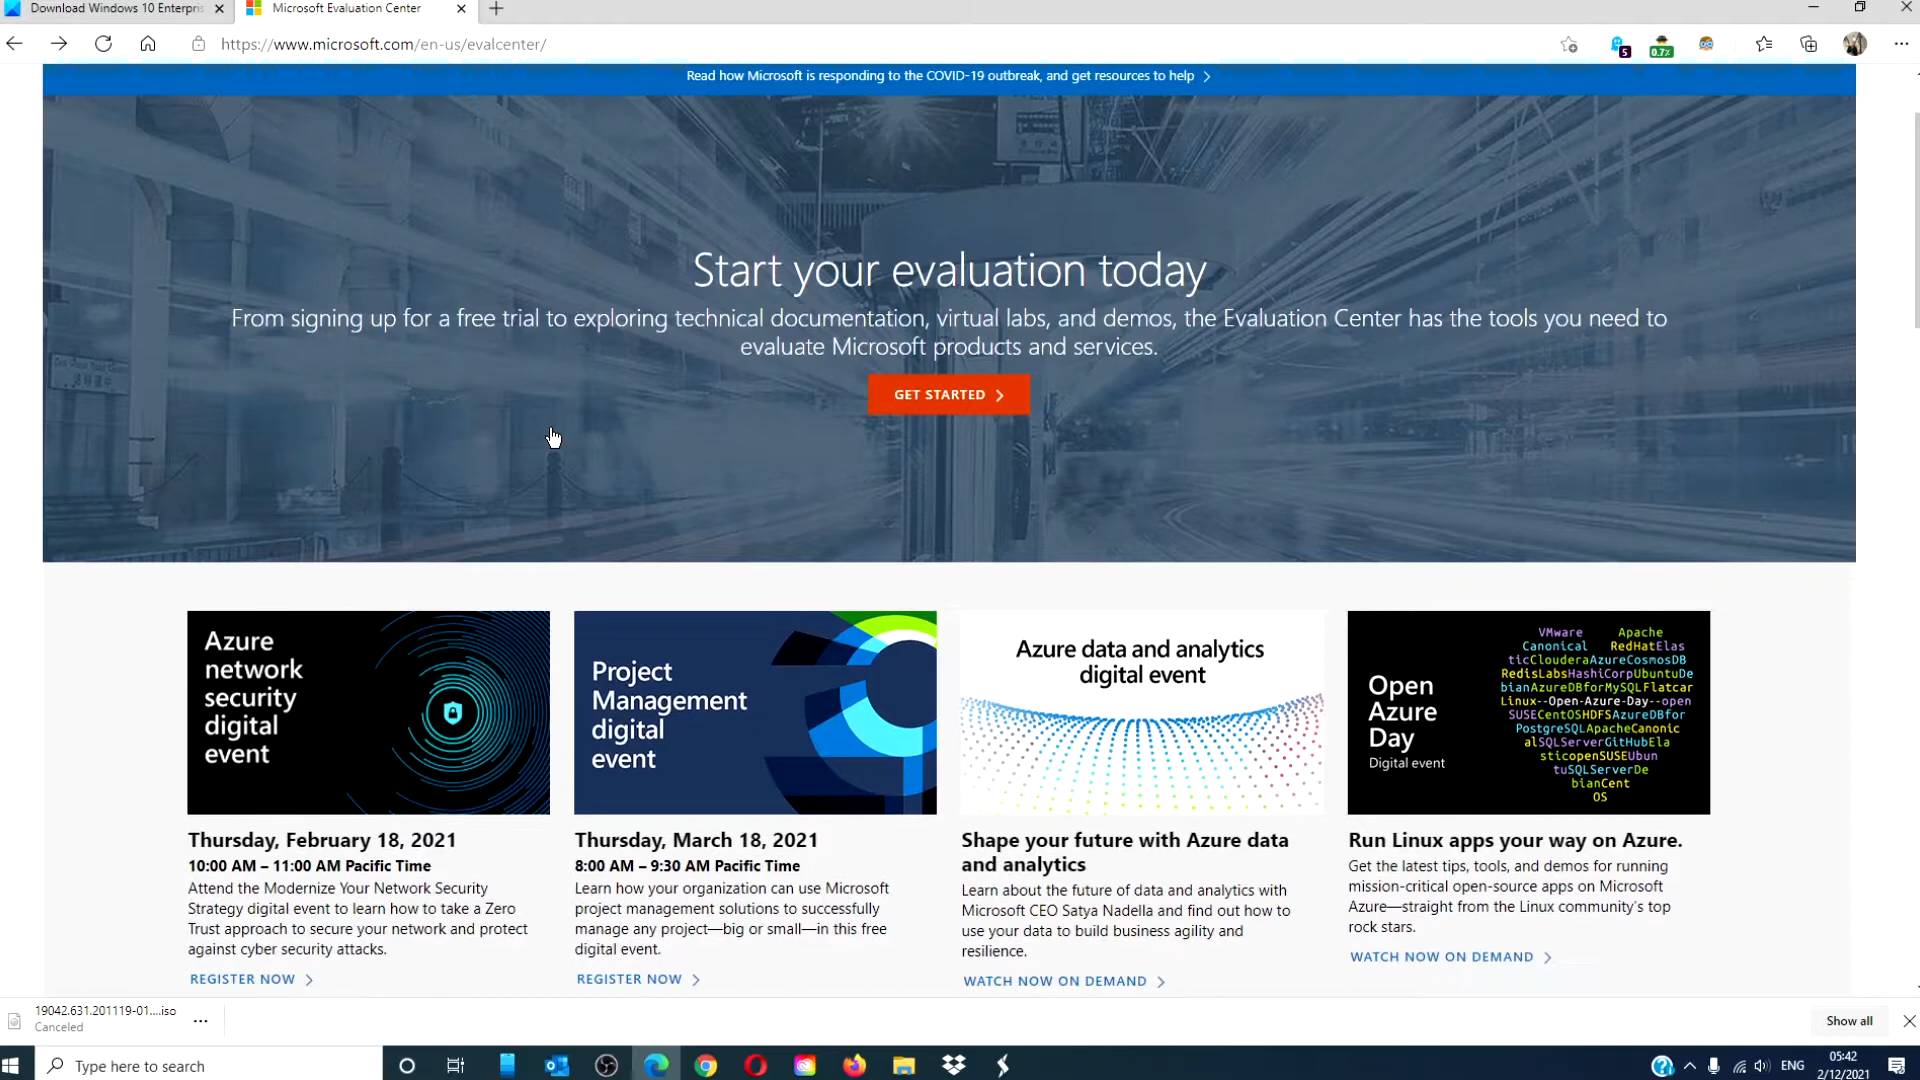 Download Windows 10 Enterpris
Microsoft Evaluation Center
https://www.microsoft.com/en-us/evalcenter/
5
0.7%
Read how Microsoft is responding to the COVID-19 outbreak, and get resources to help
Start your evaluation today
From signing up for a free trial to exploring technical documentation, virtual labs, and demos, the Evaluation Center has the tools you need to
evaluate Microsoft products and services.
GET STARTED
Azure
network
security
digital
event
Thursday, February 18, 2021
10:00 AM – 11:00 AM Pacific Time
Attend the Modernize Your Network Security
Strategy digital event to learn how to take a Zero
Trust approach to secure your network and protect
against cyber security attacks.
REGISTER NOW
Project
Management
digital
event
Thursday, March 18, 2021
8:00 AM – 9:30 AM Pacific Time
Learn how your organization can use Microsoft
project management solutions to successfully
manage any project—big or small—in this free
digital event.
REGISTER NOW
Azure data and analytics
digital event
Shape your future with Azure data
and analytics
Learn about the future of data and analytics with
Microsoft CEO Satya Nadella and find out how to
use your data to build business agility and
resilience.
WATCH NOW ON DEMAND
Open
Azure
Day
Digital event
VMware Apache
Canonical RedHatElas
ticClouderaAzureCosmosDB
RedisLabsHashiCorpUbuntuDe
bianAzureDBforMySQLFlatcar
Linux--Open-Azure-Day--open
SUSECentOSHDFSAzureDBfor
PostgreSQLApacheCanonic
alSQLServerGitHubEla
sticopenSUSEUbun
tuSQLServerDe
bianCent
OS
Run Linux apps your way on Azure.
Get the latest tips, tools, and demos for running
mission-critical open-source apps on Microsoft
Azure—straight from the Linux community's top
rock stars.
WATCH NOW ON DEMAND
19042.631.201119-01....iso
Canceled
Show all
Type here to search
ENG
05:42
2/12/2021